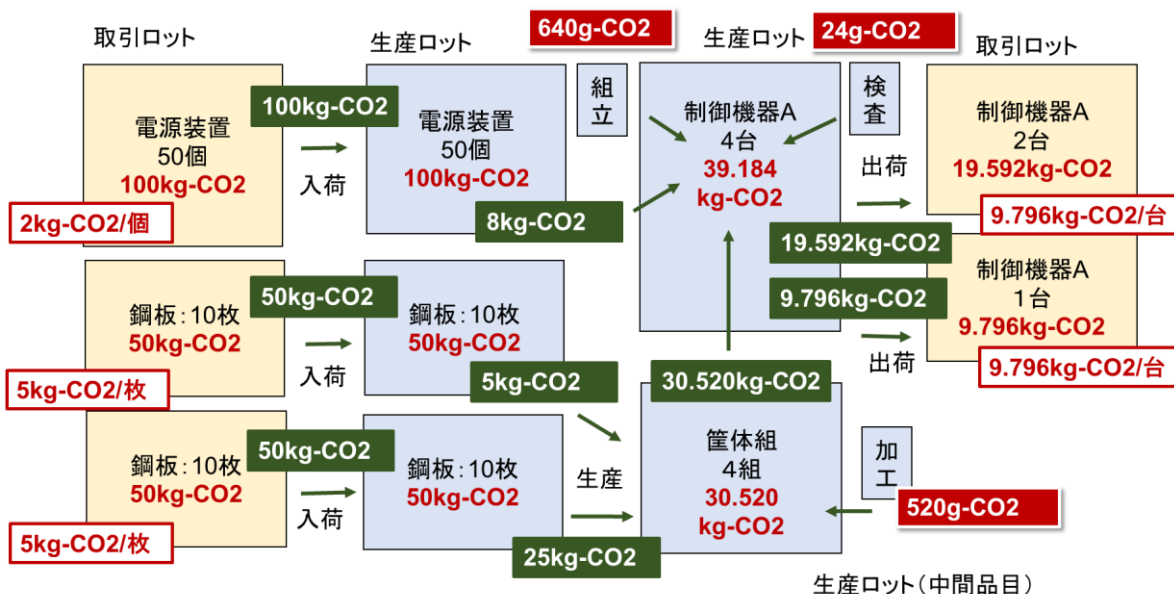 取引ロット
生産ロット
640g-CO2
生産ロット
24g-CO2
取引ロット
電源装置
50個
100kg-CO2
2kg-CO2/個
100kg-CO2
入荷
電源装置
50個
100kg-CO2
8kg-CO2
組
立
制御機器A
4台
39.184
kg-CO2
検
査
出荷
19.592kg-CO2
制御機器A
2台
19.592kg-CO2
9.796kg-CO2/台
9.796kg-CO2
出荷
制御機器A
1台
9.796kg-CO2
9.796kg-CO2/台
鋼板：10枚
50kg-CO2
5kg-CO2/枚
50kg-CO2
入荷
鋼板：10枚
50kg-CO2
5kg-CO2
生産
30.520kg-CO2
鋼板：10枚
50kg-CO2
5kg-CO2/枚
50kg-CO2
入荷
鋼板：10枚
50kg-CO2
25kg-CO2
筐体組
4組
30.520
kg-CO2
加
工
520g-CO2
生産ロット（中間品目）